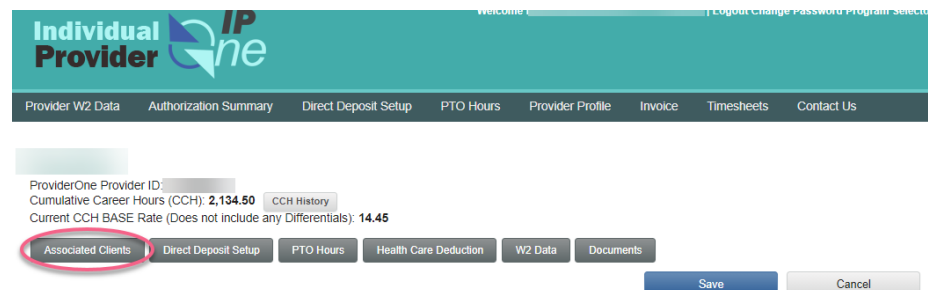 Welcome | Logout Change Password Program Selector
Individual IP
Provider One
Provider W2 Data Authorization Summary Direct Deposit Setup PTO Hours Provider Profile Invoice Timesheets Contact Us
ProviderOne Provider ID:
Cumulative Career Hours (CCH): 2,134.50 CCH History
Current CCH BASE Rate (Does not include any Differentials): 14.45
Associated Clients Direct Deposit Setup PTO Hours Health Care Deduction W2 Data Documents
Save Cancel